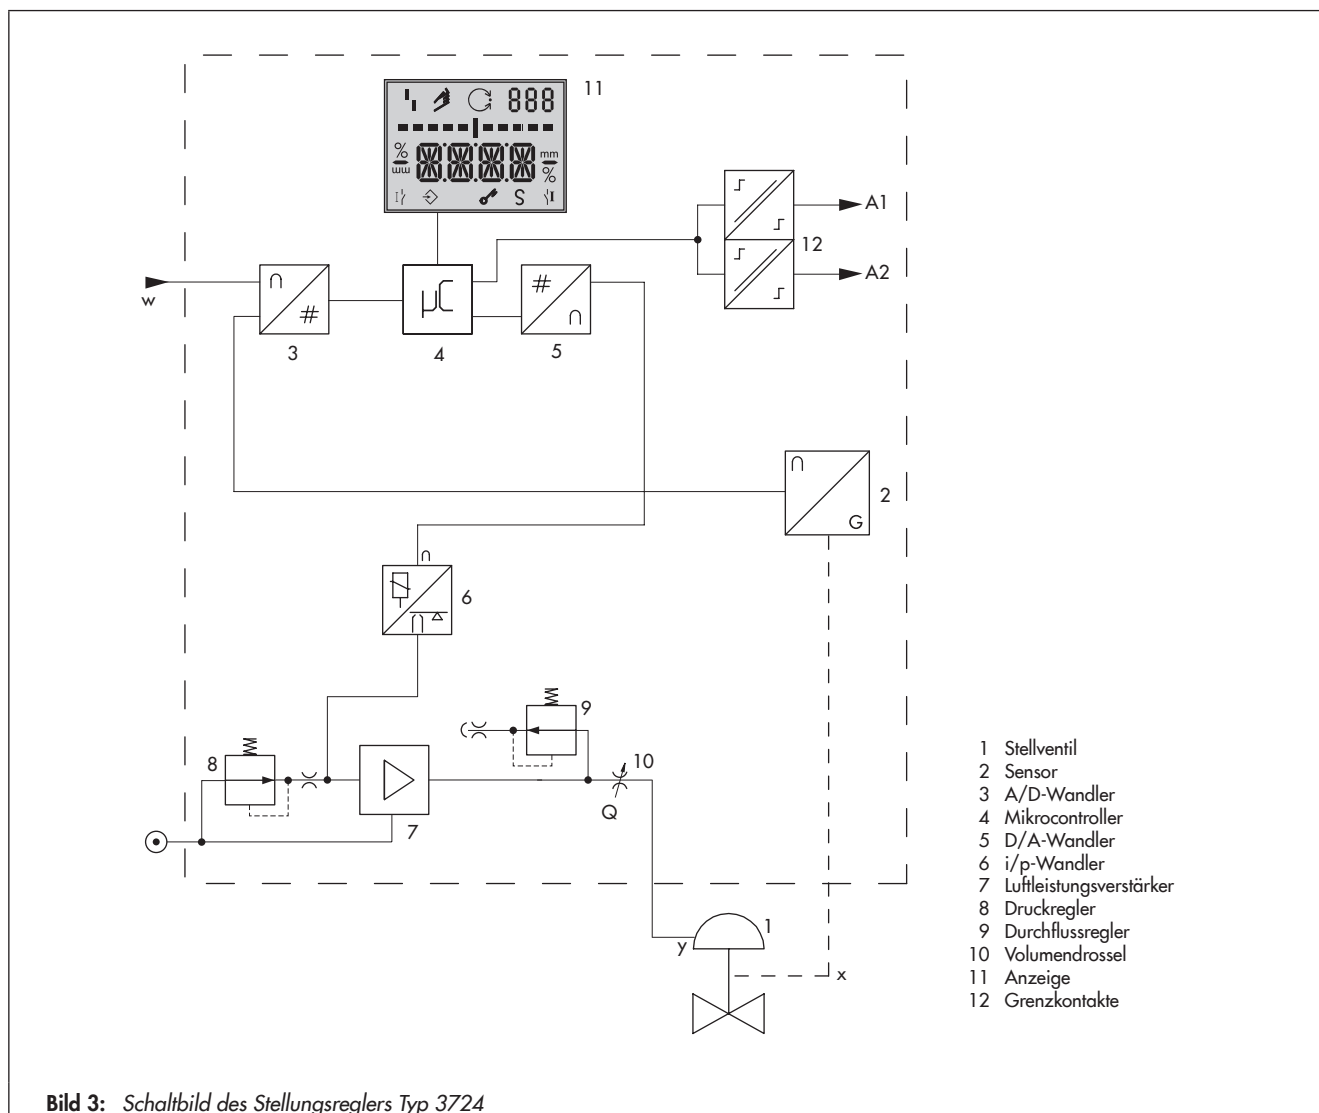 11
888
%
mm
mm
%
S
A1
12
A2
w
∩
#
3
µC
4
#
∩
5
∩
G
2
∩
6
9
8
10
Q
7
1
y
x
1 Stellventil
2 Sensor
3 A/D-Wandler
4 Mikrocontroller
5 D/A-Wandler
6 i/p-Wandler
7 Luftleistungsverstärker
8 Druckregler
9 Durchflussregler
10 Volumendrossel
11 Anzeige
12 Grenzkontakte
Bild 3: Schaltbild des Stellungsreglers Typ 3724